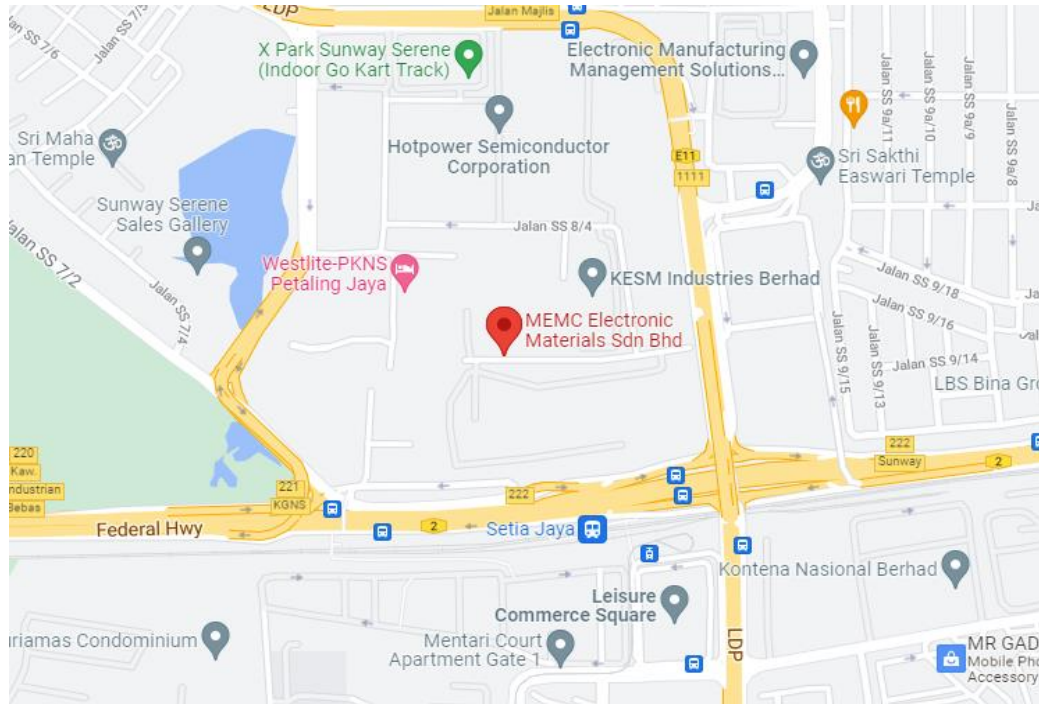 LDP
Jalan Majlis
Jalan SS 7/5
Jalan SS 7/6
X Park Sunway Serene
(Indoor Go Kart Track)
Electronic Manufacturing
Management Solutions...
Hotpower Semiconductor
Corporation
Sri Maha
an Temple
E11
1111
Jalan SS 9a/11
Jalan SS 9a/10
Jalan SS 9a/9
Jalan SS 9a/8
Sri Sakthi
Easwari Temple
Sunway Serene
Sales Gallery
Jalan SS 8/4
Jalan SS 7/2
Westlite-PKNS
Petaling Jaya
KESM Industries Berhad
Jalan SS 9/18
Jalan SS 7/4
MEMC Electronic
Materials Sdn Bhd
Jalan SS 9/16
Jalan SS 9/15
Jalan SS 9/14
Jalan SS 9/13
LBS Bina Gro
220
Kaw.
ndustrian
Bebas
221
KGNS
222
222
Sunway
2
Federal Hwy
2
Setia Jaya
Kontena Nasional Berhad
Leisure
Commerce Square
uriamas Condominium
Mentari Court
Apartment Gate 1
LDP
MR GAD
Mobile Pho
Accessory